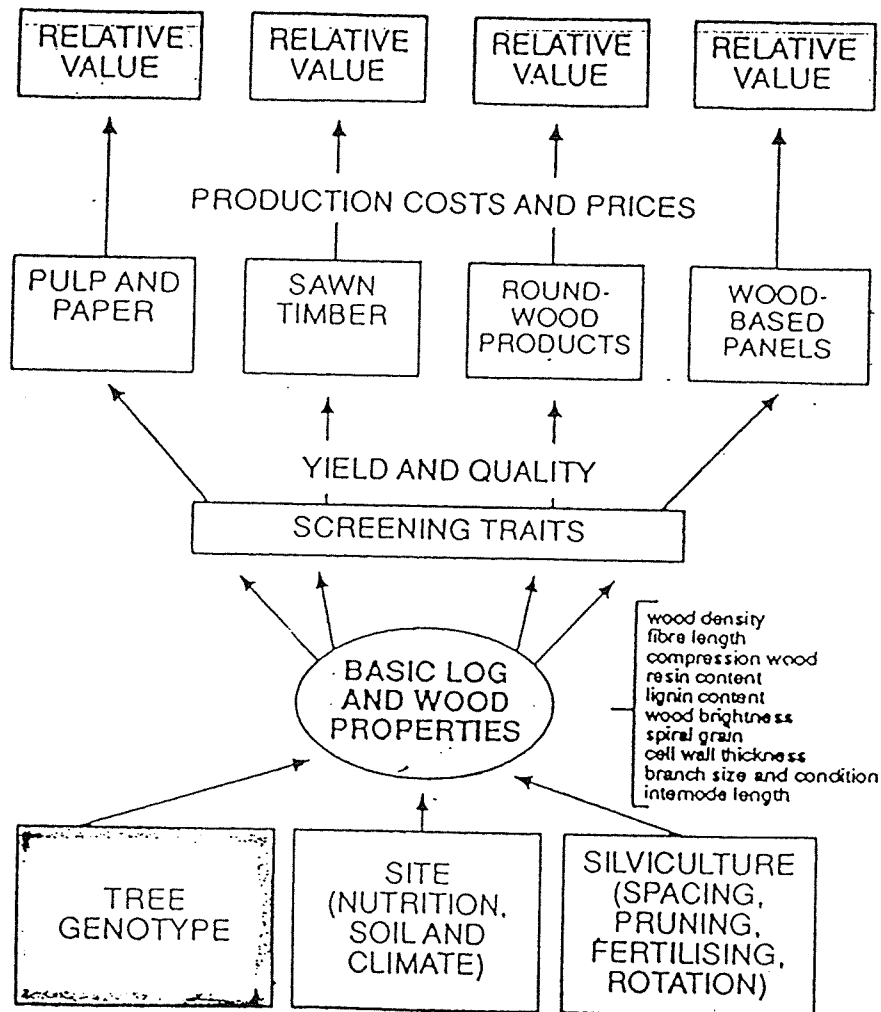 RELATIVE
VALUE
RELATIVE
VALUE
RELATIVE
VALUE
RELATIVE
VALUE
PRODUCTION COSTS AND PRICES
PULP AND
PAPER
SAWN
TIMBER
ROUND-
WOOD
PRODUCTS
WOOD-
BASED
PANELS
YIELD AND QUALITY
SCREENING TRAITS
BASIC LOG
AND WOOD
PROPERTIES
wood density
fibre length
compression wood
resin content
lignin content
wood brightness
spiral grain
cell wall thickness
branch size and condition
internode length
TREE
GENOTYPE
SITE
(NUTRITION,
SOIL AND
CLIMATE)
SILVICULTURE
(SPACING,
PRUNING,
FERTILISING,
ROTATION)